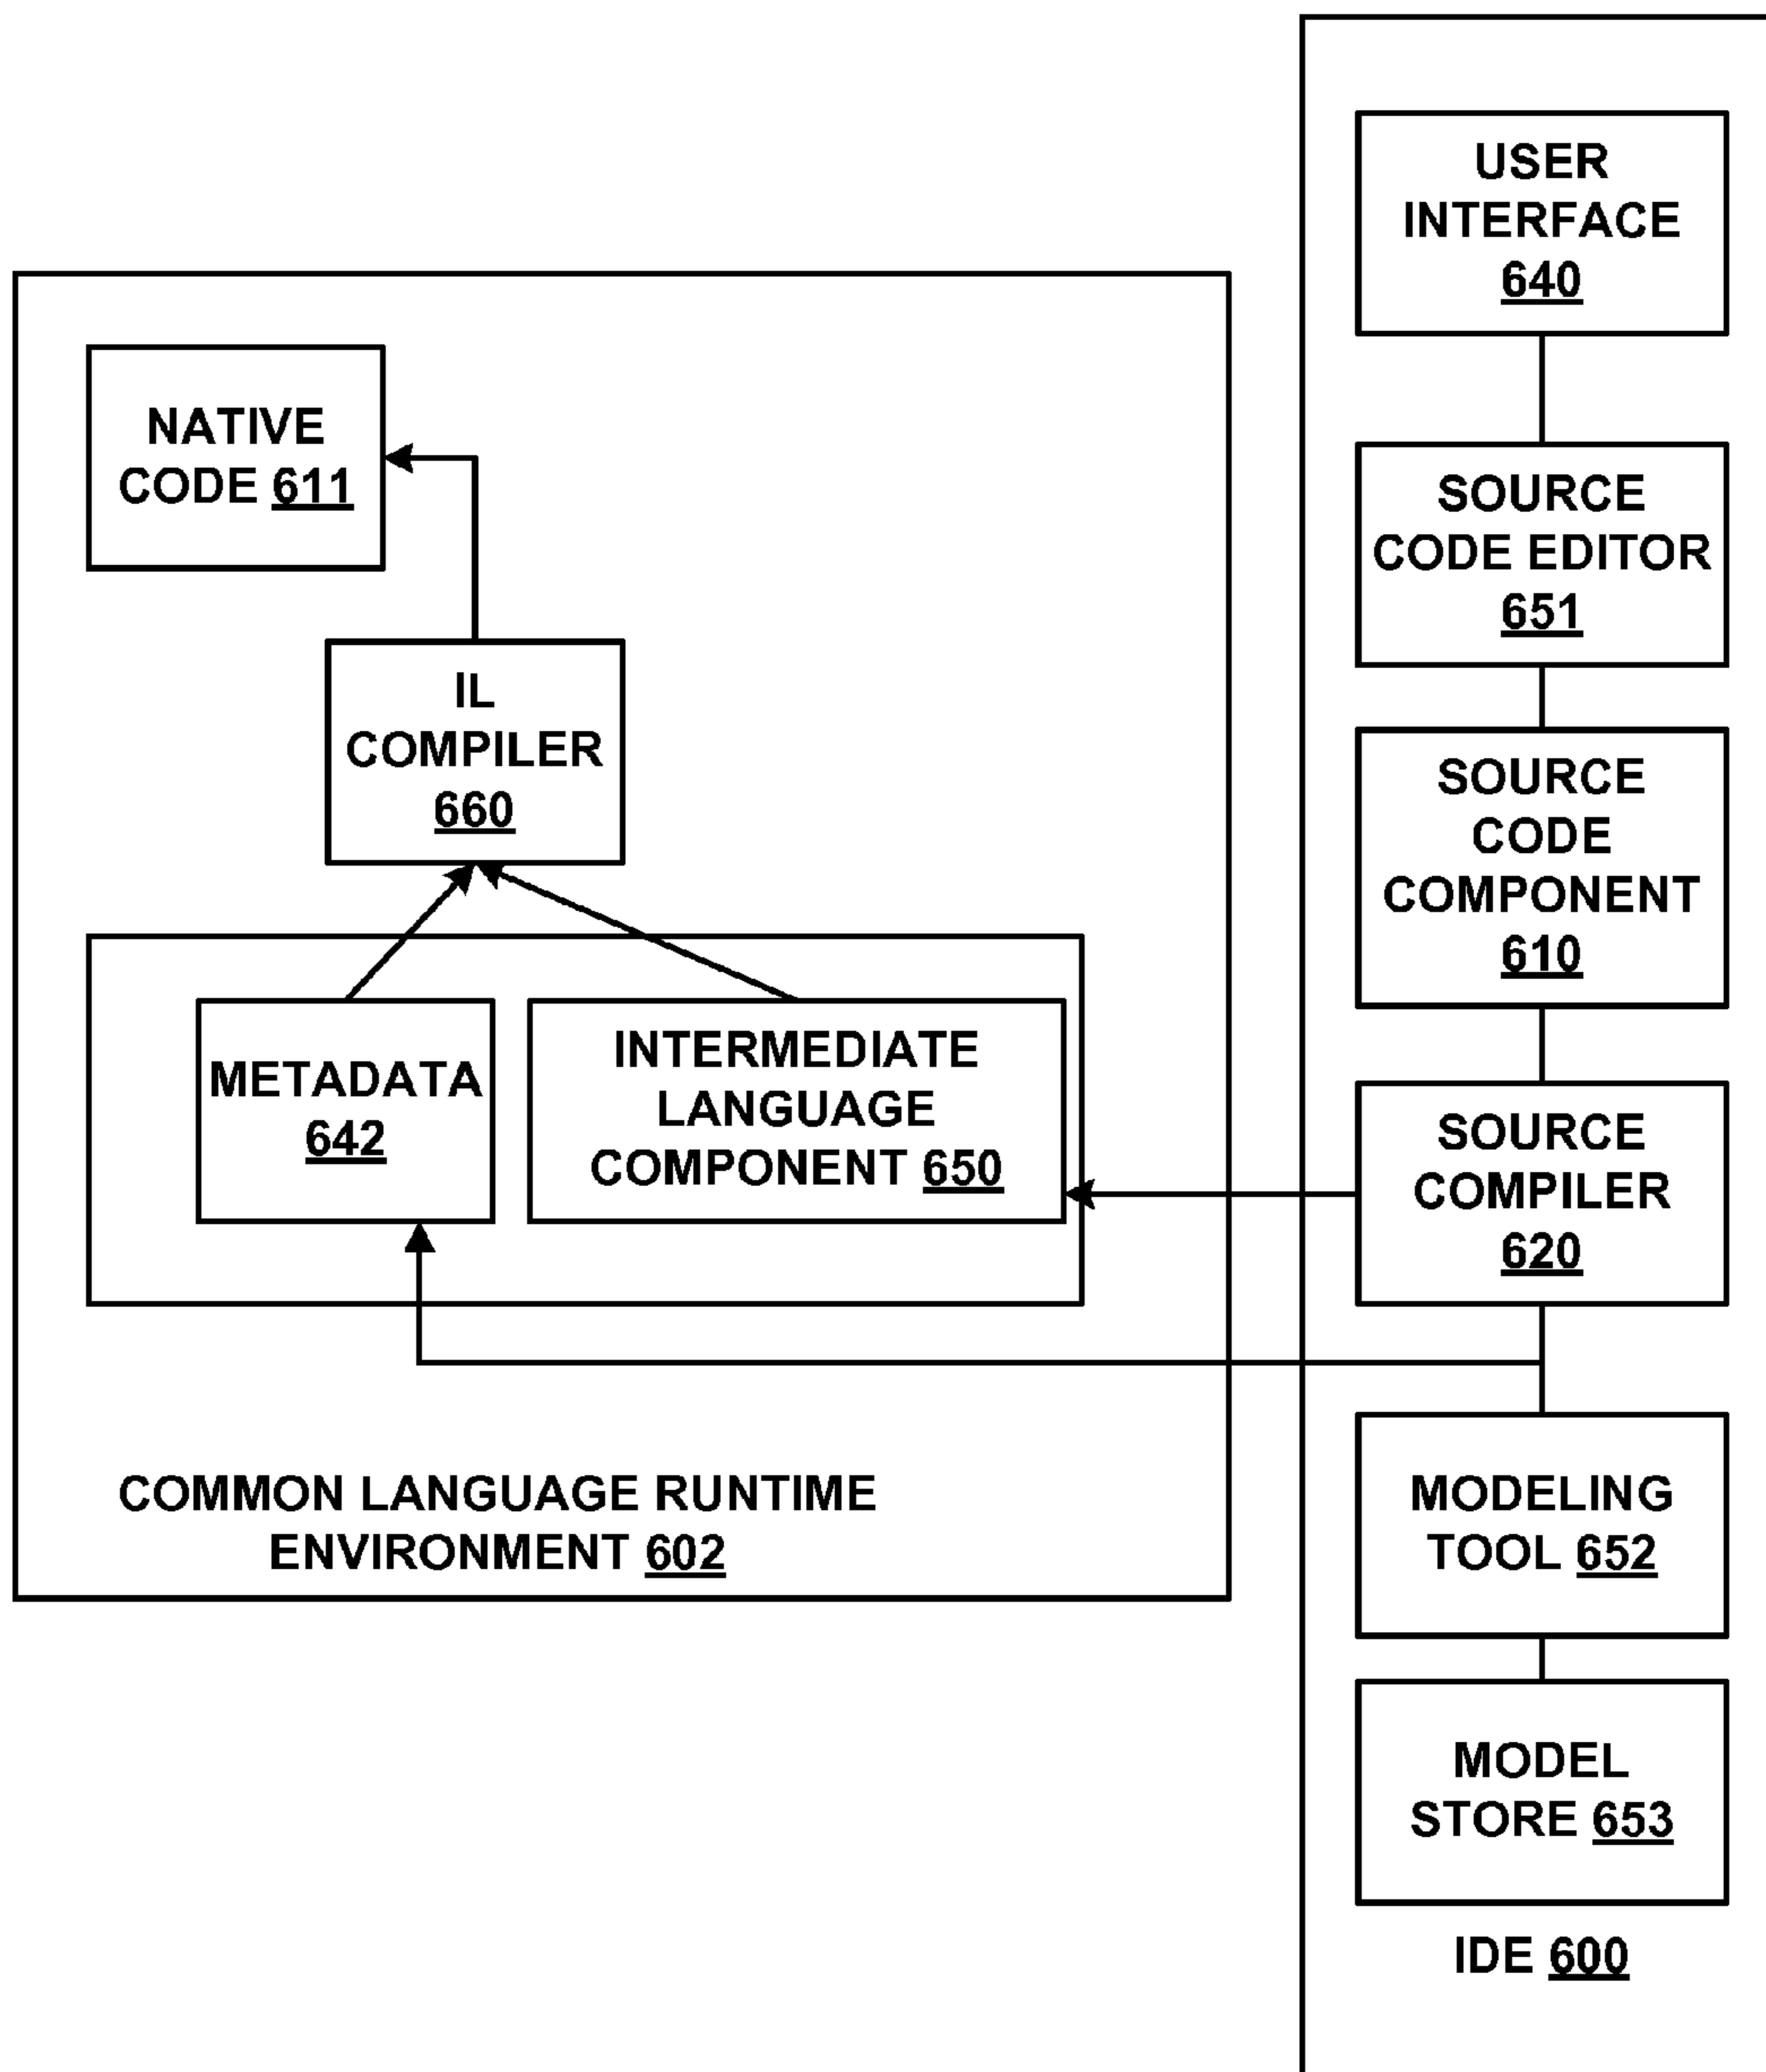 USER
INTERFACE
640
NATIVE
CODE 611
SOURCE
CODE EDITOR
651
IL
COMPILER
660
SOURCE
CODE
COMPONENT
610
METADATA
642
INTERMEDIATE
LANGUAGE
COMPONENT 650
SOURCE
COMPILER
620
COMMON LANGUAGE RUNTIME
ENVIRONMENT 602
MODELING
TOOL 652
MODEL
STORE 653
IDE 600